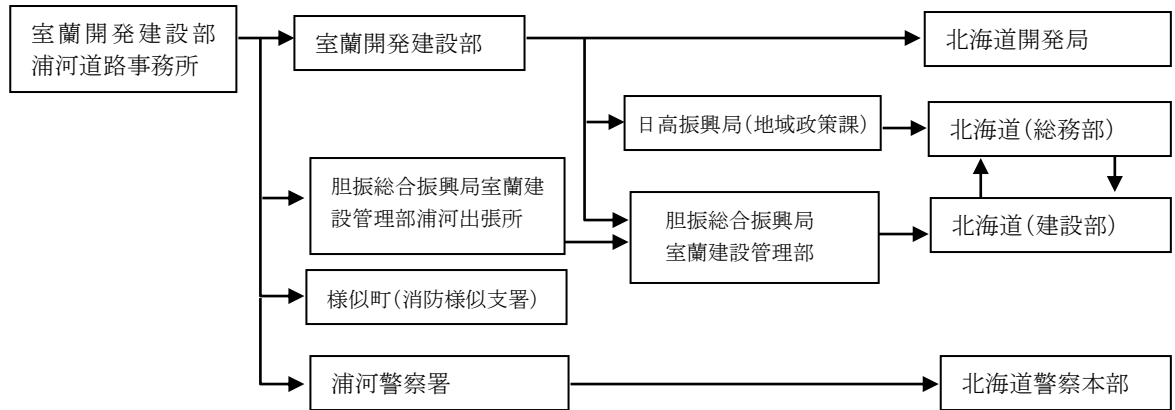 室蘭開発建設部
浦河道路事務所
室蘭開発建設部
北海道開発局
日高振興局(地域政策課)
北海道(総務部)
胆振総合振興局室蘭建
設管理部浦河出張所
胆振総合振興局
室蘭建設管理部
北海道(建設部)
様似町(消防様似支署)
浦河警察署
北海道警察本部